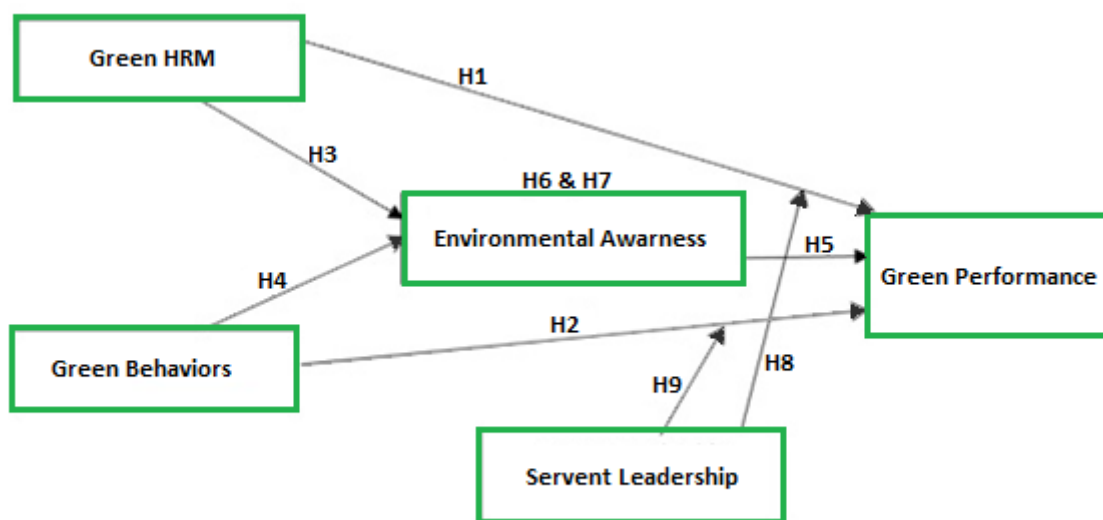 Green HRM
H1
H3
H6 & H7
Environmental Awarness
H5
Green Performance
H4
H2
Green Behaviors
H9
H8
Servent Leadership